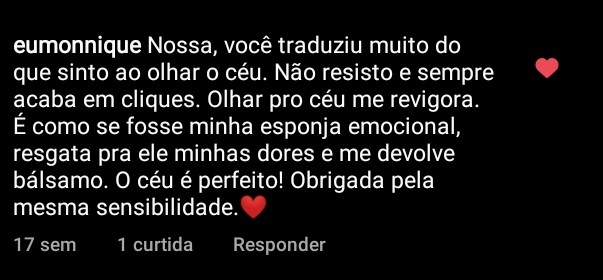 eumonnique Nossa, você traduziu muito do
que sinto ao olhar o céu. Não resisto e sempre
acaba em cliques. Olhar pro céu me revigora.
É como se fosse minha esponja emocional,
resgata pra ele minhas dores e me devolve
bálsamo. O céu é perfeito! Obrigada pela
mesma sensibilidade.❤️
17 sem 1 curtida Responder